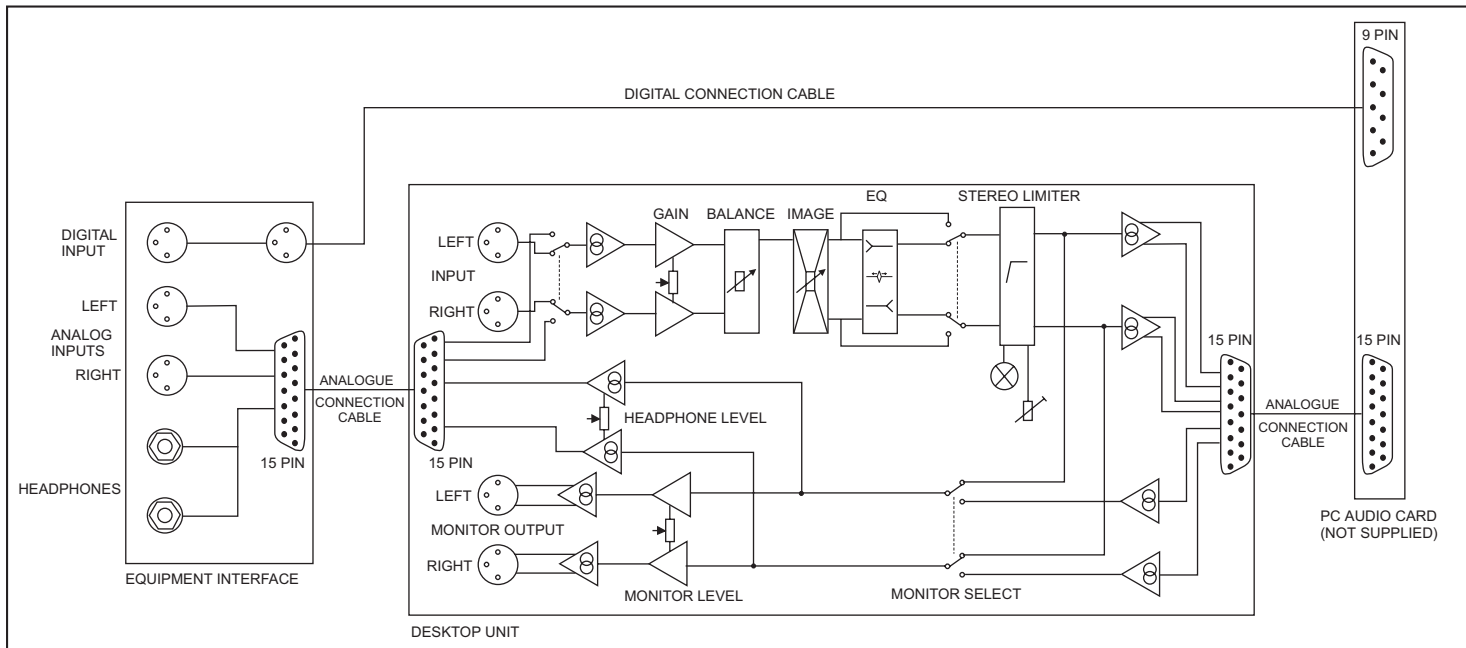 9 PIN
DIGITAL CONNECTION CABLE
EQ
STEREO LIMITER
GAIN
BALANCE
IMAGE
DIGITAL
INPUT
LEFT
INPUT
RIGHT
LEFT
ANALOG
INPUTS
RIGHT
15 PIN
15 PIN
ANALOGUE
CONNECTION
CABLE
HEADPHONE LEVEL
ANALOGUE
CONNECTION
CABLE
15 PIN
15 PIN
HEADPHONES
LEFT
MONITOR OUTPUT
RIGHT
MONITOR LEVEL
MONITOR SELECT
PC AUDIO CARD
(NOT SUPPLIED)
EQUIPMENT INTERFACE
DESKTOP UNIT